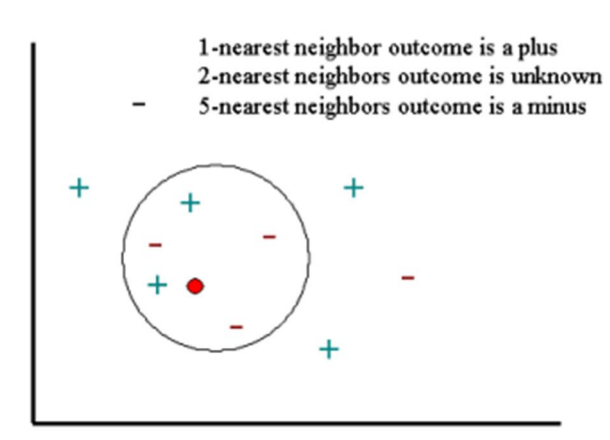 1-nearest neighbor outcome is a plus
2-nearest neighbors outcome is unknown
5-nearest neighbors outcome is a minus